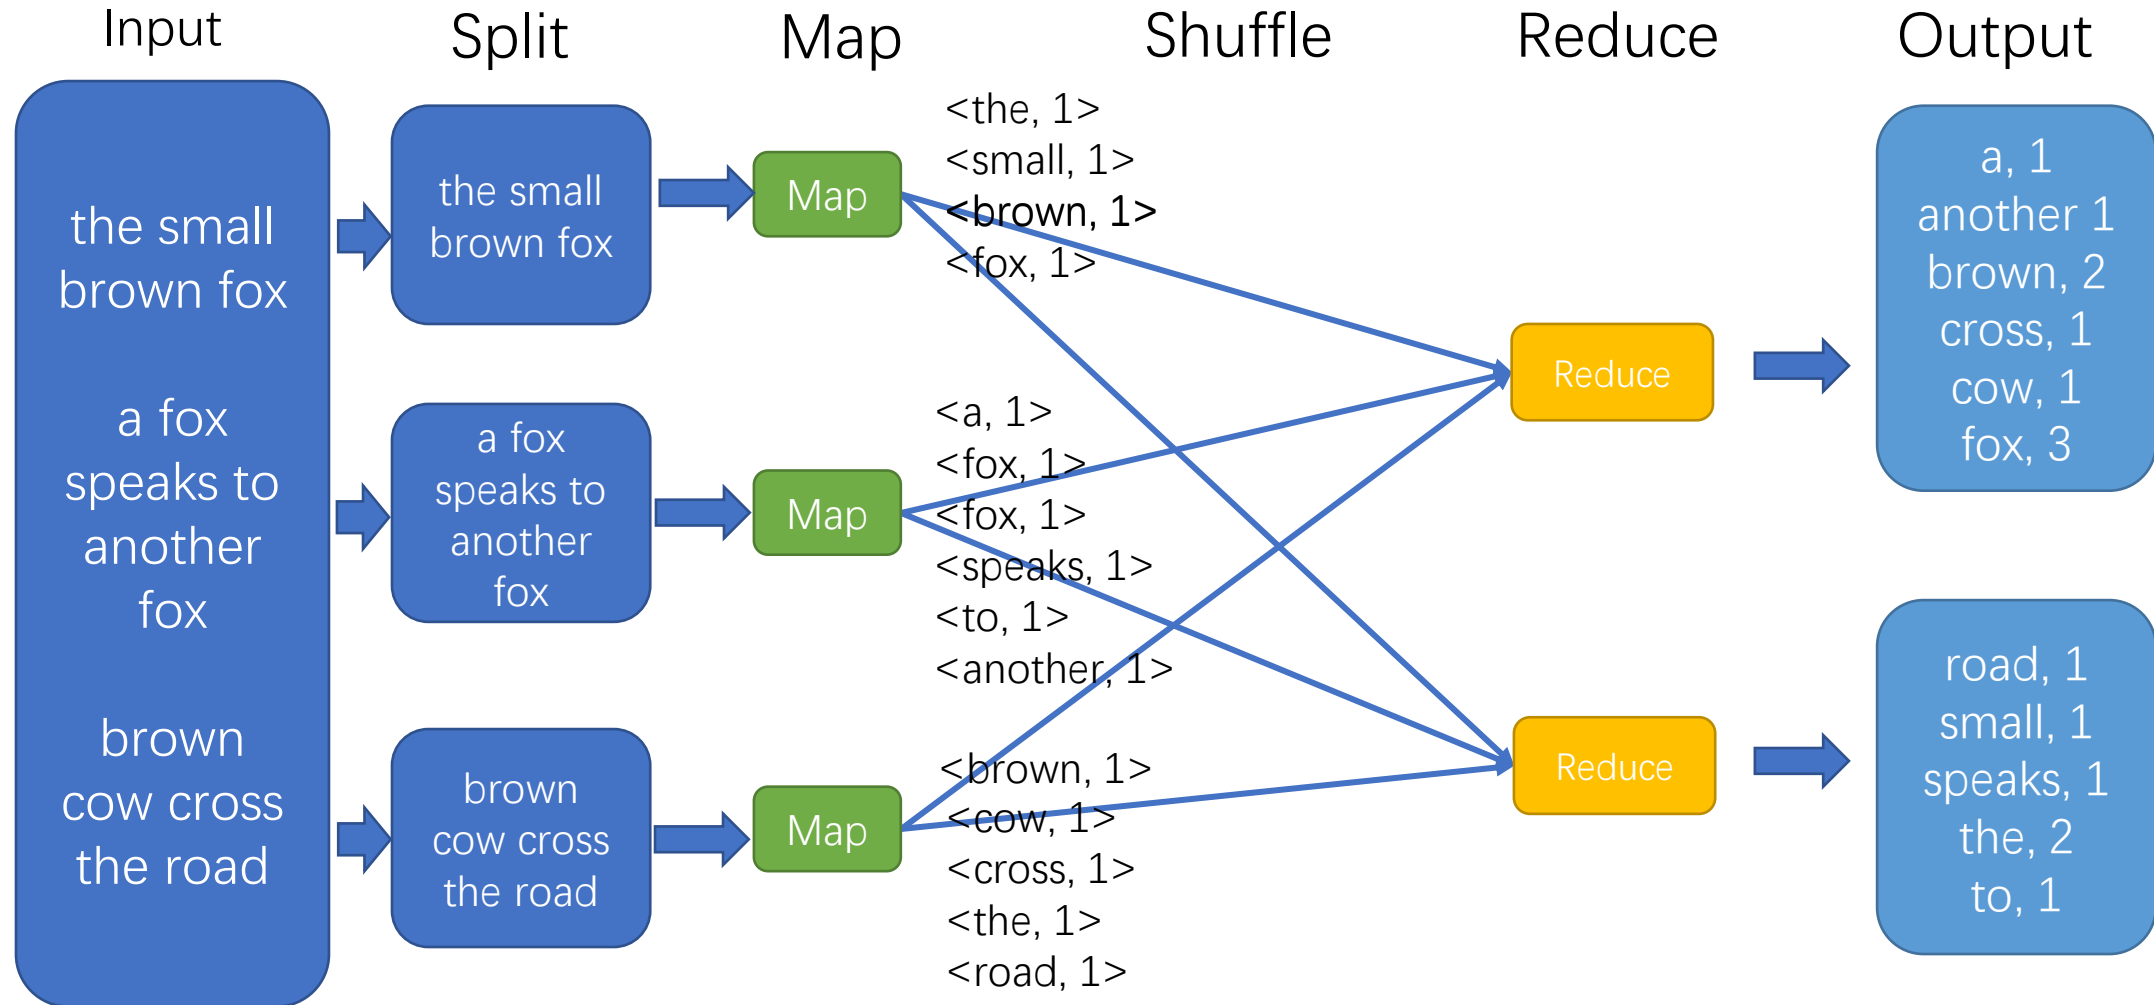 Input
Split
Map
Shuffle
Reduce
Output
the small
brown fox
a fox
speaks to
another
fox
brown
cow cross
the road
the small
brown fox
a fox
speaks to
another
fox
brown
cow cross
the road
Map
Map
Map
<the, 1>
<small, 1>
<brown, 1>
<fox, 1>
<a, 1>
<fox, 1>
<fox, 1>
<speaks, 1>
<to, 1>
<another, 1>
<brown, 1>
<cow, 1>
<cross, 1>
<the, 1>
<road, 1>
Reduce
Reduce
a, 1
another 1
brown, 2
cross, 1
cow, 1
fox, 3
road, 1
small, 1
speaks, 1
the, 2
to, 1